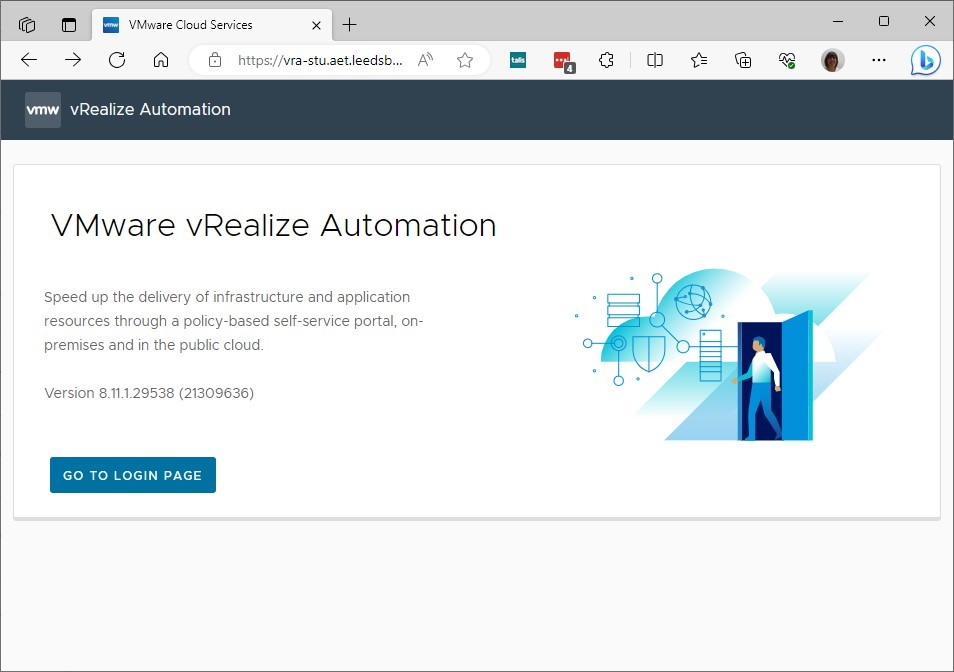 VMware Cloud Services
https://vra-stu.aet.leedsb...
talis
4
vmw vRealize Automation
VMware vRealize Automation
Speed up the delivery of infrastructure and application
resources through a policy-based self-service portal, on-
premises and in the public cloud.
Version 8.11.1.29538 (21309636)
GO TO LOGIN PAGE